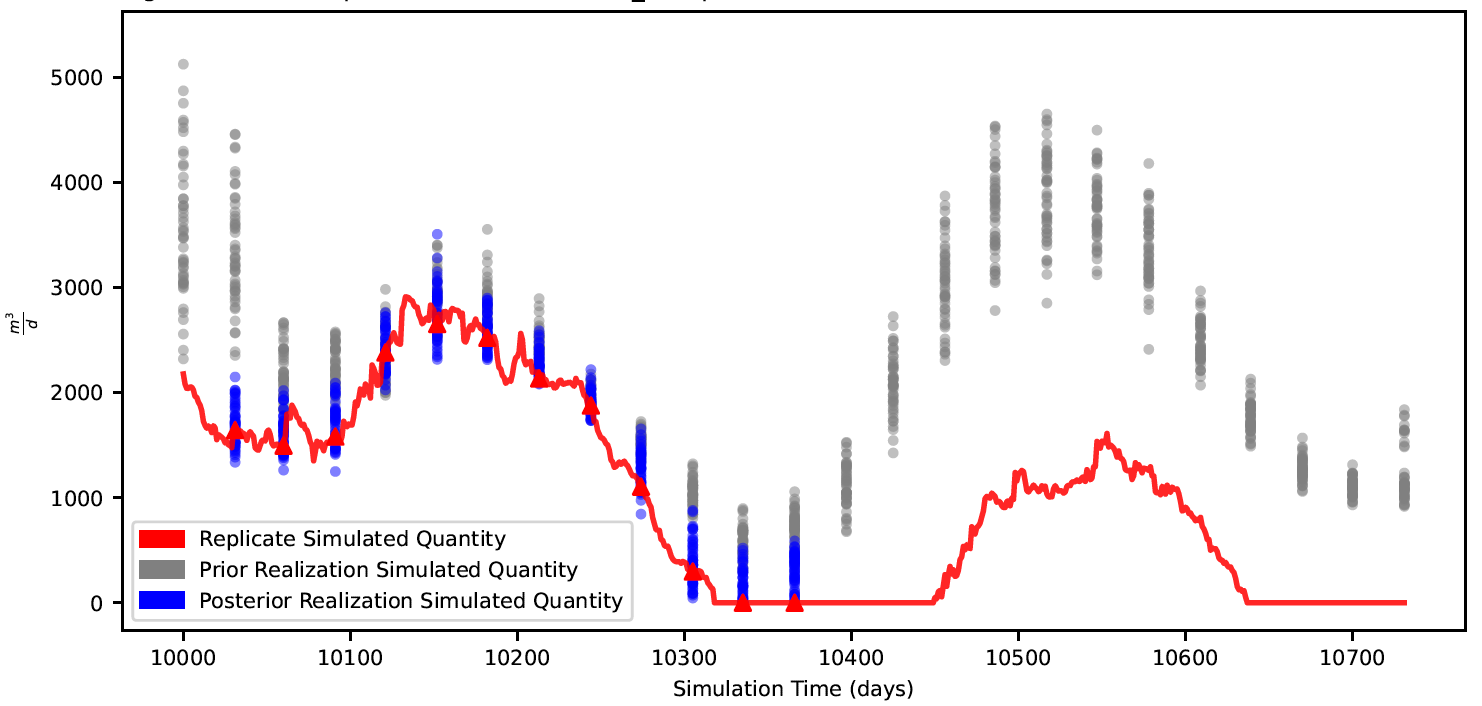 5000
4000
3000
2000
1000
0
m³/d
Replicate Simulated Quantity
Prior Realization Simulated Quantity
Posterior Realization Simulated Quantity
10000 10100 10200 10300 10400 10500 10600 10700
Simulation Time (days)